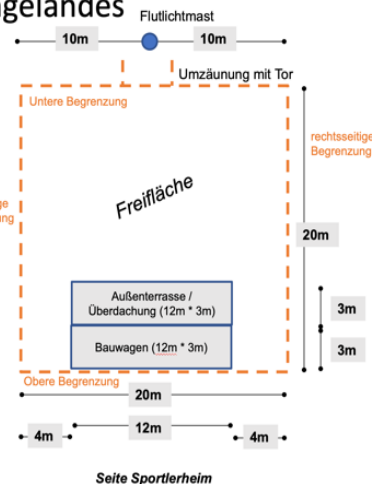 Flutlichtmast
10m
10m
Umzäunung mit Tor
Untere Begrenzung
rechtsseitige
Begrenzung
Freifläche
20m
Außenterrasse /
Überdachung (12m * 3m)
3m
Bauwagen (12m * 3m)
3m
Obere Begrenzung
20m
12m
4m
4m
Seite Sportlerheim